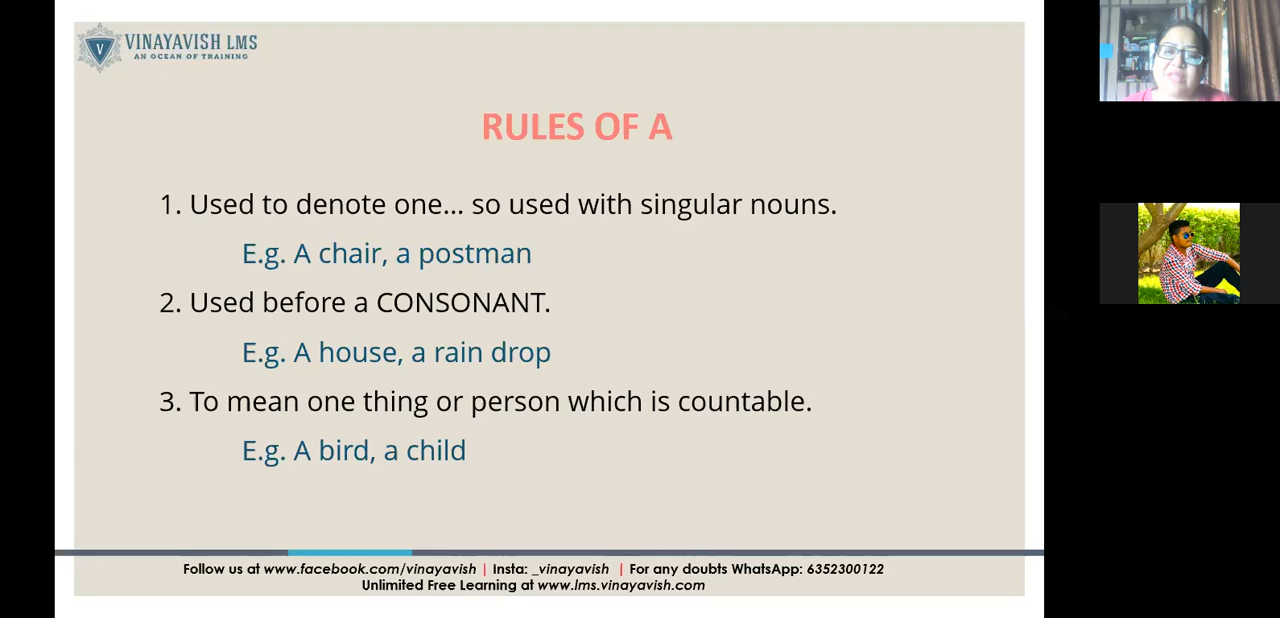 VINAYAVISH LMS
AN OCEAN OF TRAINING
RULES OF A
1. Used to denote one... so used with singular nouns.
E.g. A chair, a postman
2. Used before a CONSONANT.
E.g. A house, a rain drop
3. To mean one thing or person which is countable.
E.g. A bird, a child
Follow us at www.facebook.com/vinayavish | Insta: _vinayavish | For any doubts WhatsApp: 6352300122
Unlimited Free Learning at www.lms.vinayavish.com